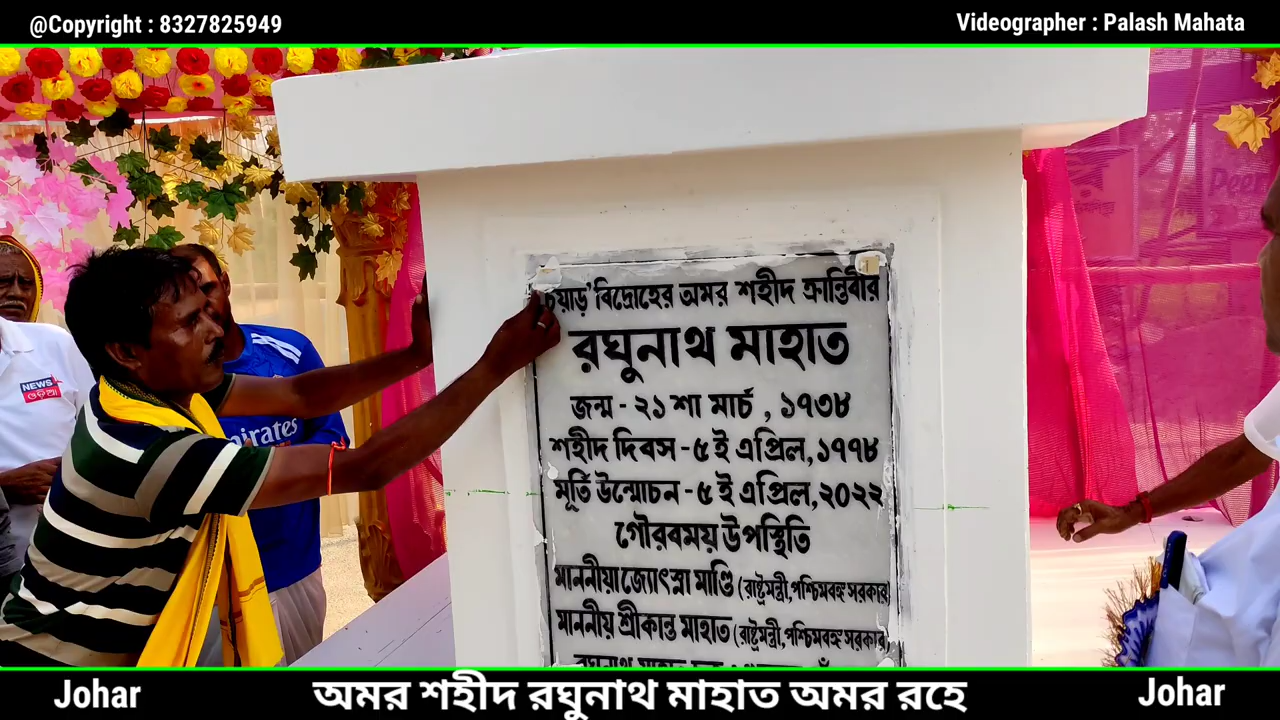 @Copyright : 8327825949
Videographer : Palash Mahata
চুয়াড়' বিদ্রোহের অমর শহীদ ক্রান্তিবীর
রঘুনাথ মাহাত
জন্ম - ২১ শা মার্চ , ১৭৩৮
শহীদ দিবস - ৫ ই এপ্রিল, ১৭৭৮
মূর্তি উন্মোচন - ৫ ই এপ্রিল, ২০২২
গৌরবময় উপস্থিতি
মাননীয়া জ্যোৎস্না মাণ্ডি (রাষ্ট্রমন্ত্রী, পশ্চিমবঙ্গ সরকার)
মাননীয় শ্রীকান্ত মাহাত (রাষ্ট্রমন্ত্রী, পশ্চিমবঙ্গ সরকার)
NEWS
ଓଡ଼ିଆ
mirates
Johar
অমর শহীদ রঘুনাথ মাহাত অমর রহে
Johar